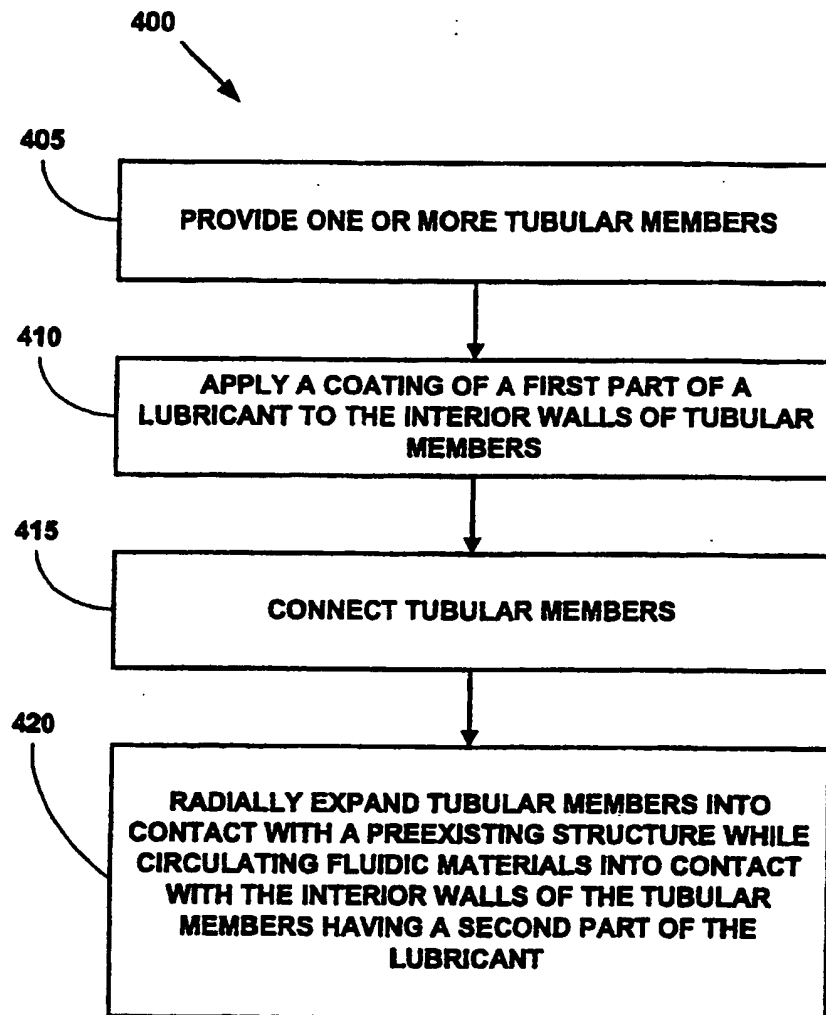 400
405
PROVIDE ONE OR MORE TUBULAR MEMBERS
410
APPLY A COATING OF A FIRST PART OF A
LUBRICANT TO THE INTERIOR WALLS OF TUBULAR
MEMBERS
415
CONNECT TUBULAR MEMBERS
420
RADIALLY EXPAND TUBULAR MEMBERS INTO
CONTACT WITH A PREEXISTING STRUCTURE WHILE
CIRCULATING FLUIDIC MATERIALS INTO CONTACT
WITH THE INTERIOR WALLS OF THE TUBULAR
MEMBERS HAVING A SECOND PART OF THE
LUBRICANT